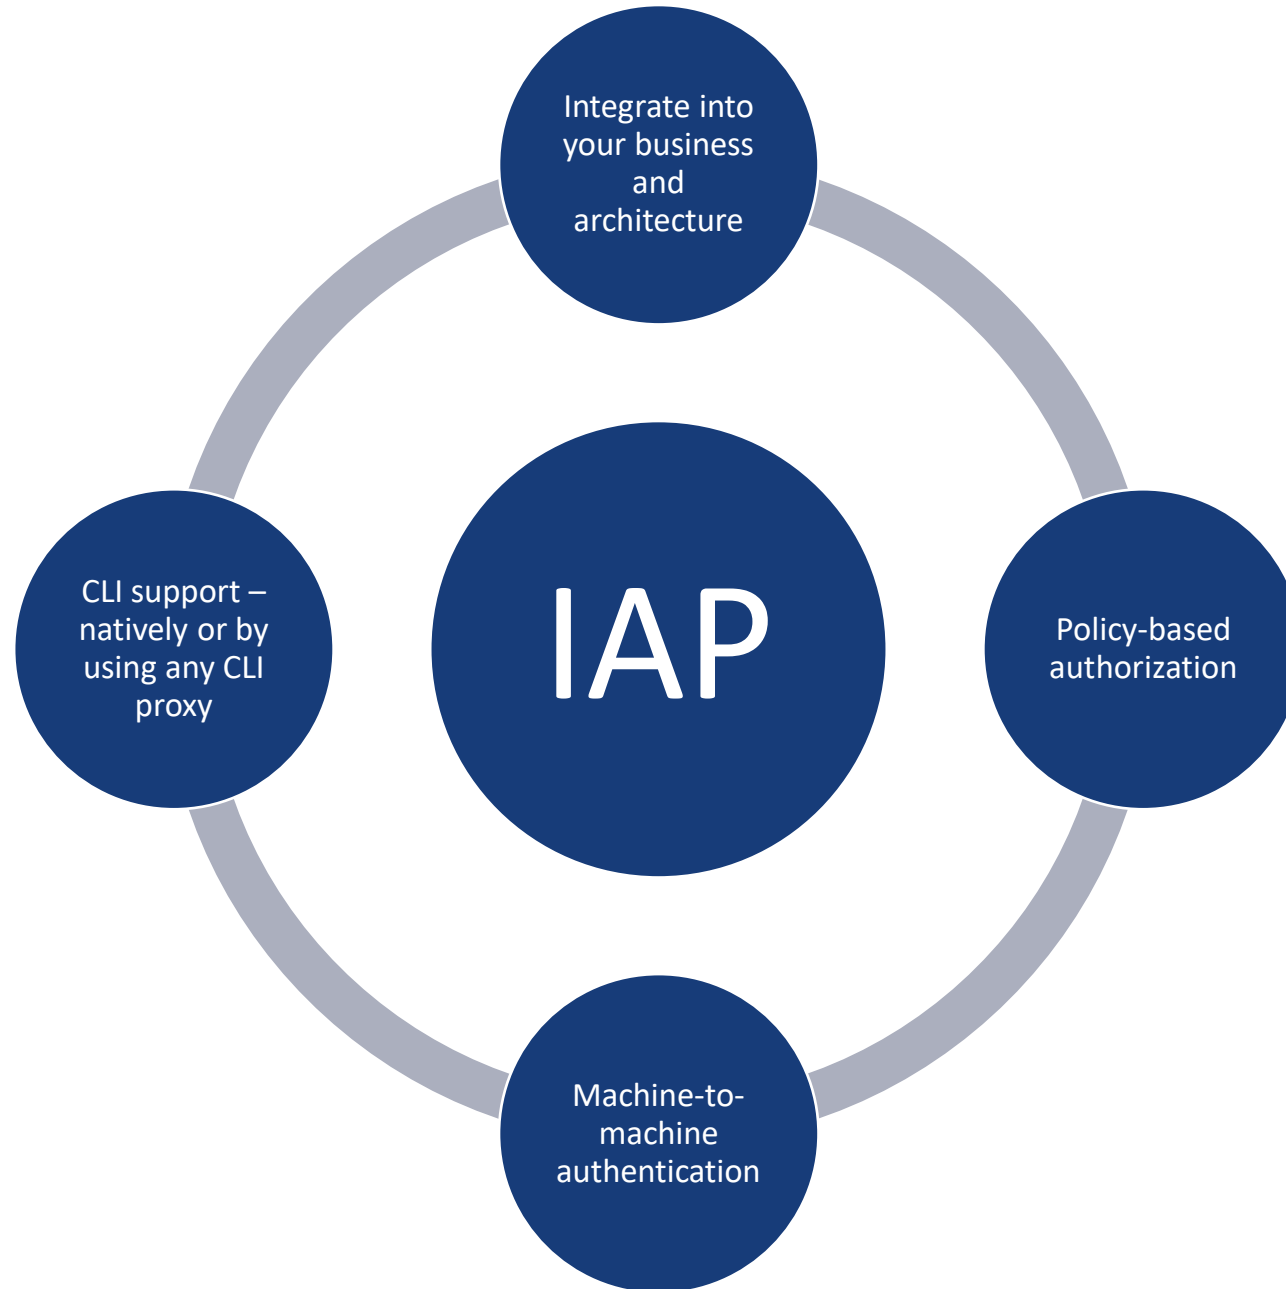 Integrate into
your business
and
architecture
CLI support –
natively or by
using any CLI
proxy
IAP
Policy-based
authorization
Machine-to-
machine
authentication